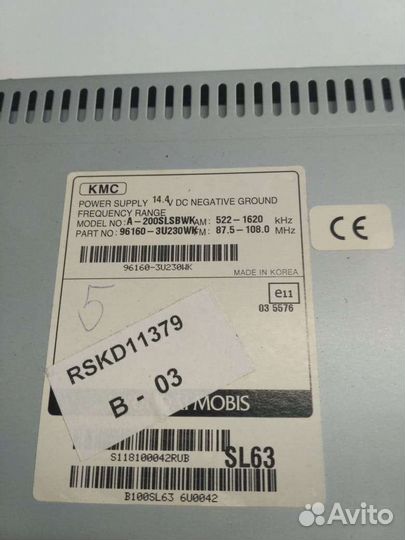 KMC
POWER SUPPLY 14.4V DC NEGATIVE GROUND
FREQUENCY RANGE
MODEL NO: A-200SLSBWK AM: 522-1620 kHz
PART NO: 96160-3U230WK FM: 87.5-108.0 MHz
96160-3U230WK
MADE IN KOREA
CE
e11
03 5576
5
RSKD11379
B - 03
MOBIS
S118100042RUB
SL63
B100SL63 6U0042
Avito